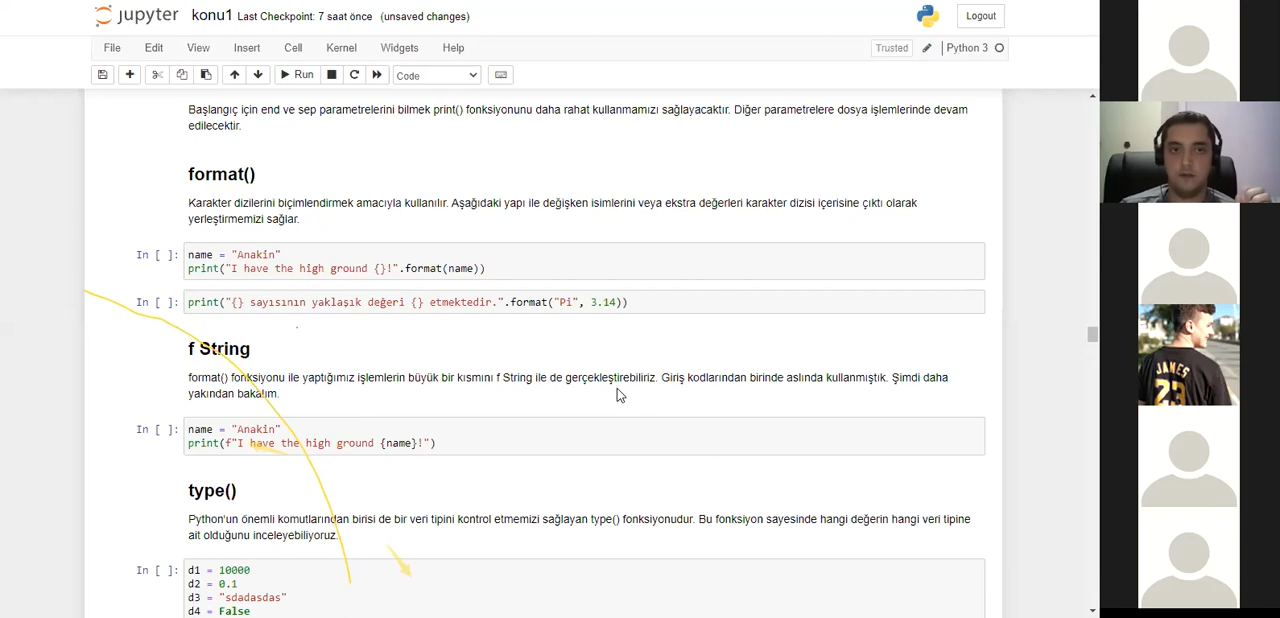 jupyter konu1 Last Checkpoint: 7 saat önce (unsaved changes)
Logout
File Edit View Insert Cell Kernel Widgets Help
Trusted Python 3
Run Code
Başlangıç için end ve sep parametrelerini bilmek print() fonksiyonunu daha rahat kullanmamızı sağlayacaktır. Diğer parametrelere dosya işlemlerinde devam
edilecektir.
format()
Karakter dizilerini biçimlendirmek amacıyla kullanılır. Aşağıdaki yapı ile değişken isimlerini veya ekstra değerleri karakter dizisi içerisine çıktı olarak
yerleştirmemizi sağlar.
In [ ]: name = "Anakin"
print("I have the high ground {}!".format(name))
In [ ]: print("{} sayısının yaklaşık değeri {} etmektedir.".format("Pi", 3.14))
f String
format() fonksiyonu ile yaptığımız işlemlerin büyük bir kısmını f String ile de gerçekleştirebiliriz. Giriş kodlarından birinde aslında kullanmıştık. Şimdi daha
yakından bakalım.
In [ ]: name = "Anakin"
print(f"I have the high ground {name}!")
type()
Python'un önemli komutlarından birisi de bir veri tipini kontrol etmemizi sağlayan type() fonksiyonudur. Bu fonksiyon sayesinde hangi değerin hangi veri tipine
ait olduğunu inceleyebiliyoruz.
In [ ]: d1 = 10000
d2 = 0.1
d3 = "sdadasdas"
d4 = False
JAMES
23